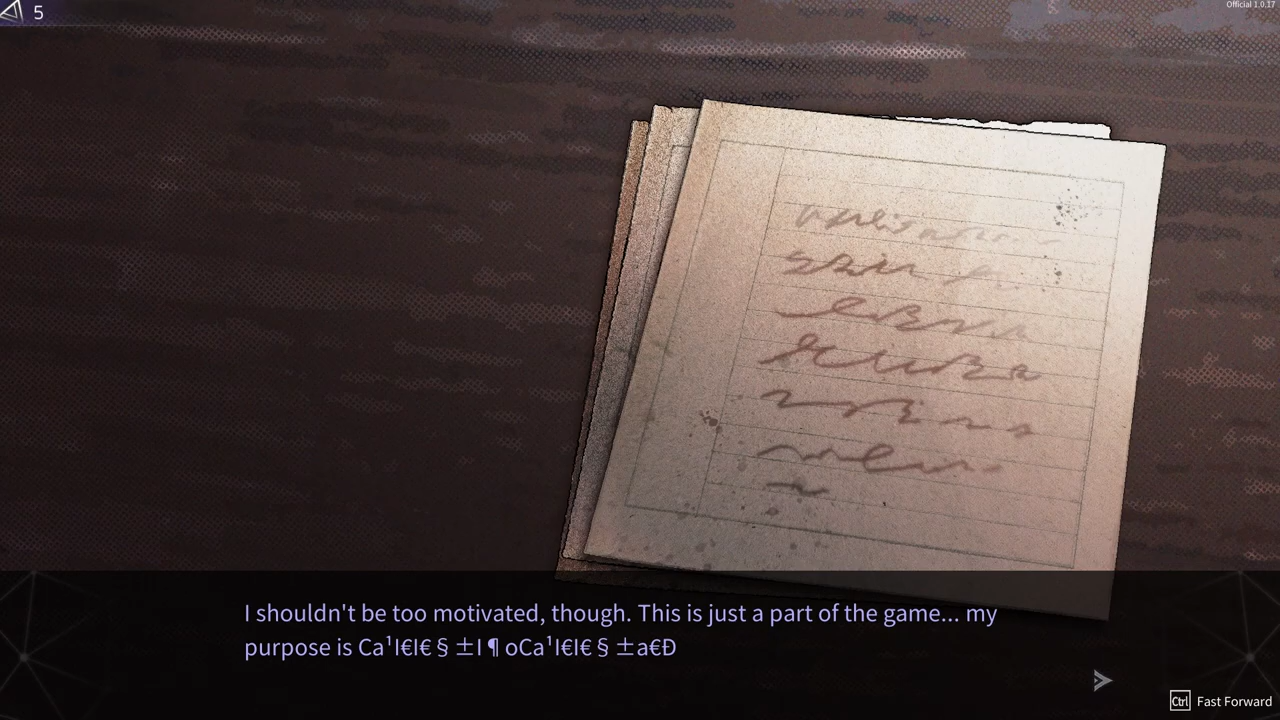 5
Official 1.0.17
I shouldn't be too motivated, though. This is just a part of the game... my
purpose is Ca¹I€I€§±I¶oCa¹I€I€§±a€Ð
Ctrl Fast Forward